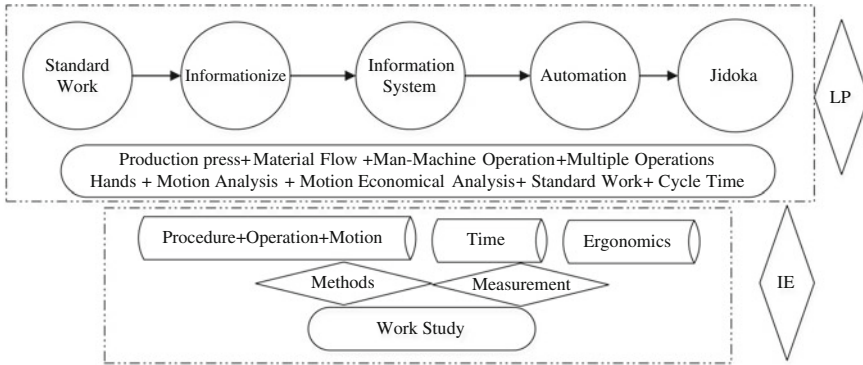 Standard
Work
Informationize
Information
System
Automation
Jidoka
LP
Production press+Material Flow +Man-Machine Operation+Multiple Operations
Hands + Motion Analysis + Motion Economical Analysis+ Standard Work+ Cycle Time
Procedure+Operation+Motion
Time
Ergonomics
Methods
Measurement
IE
Work Study